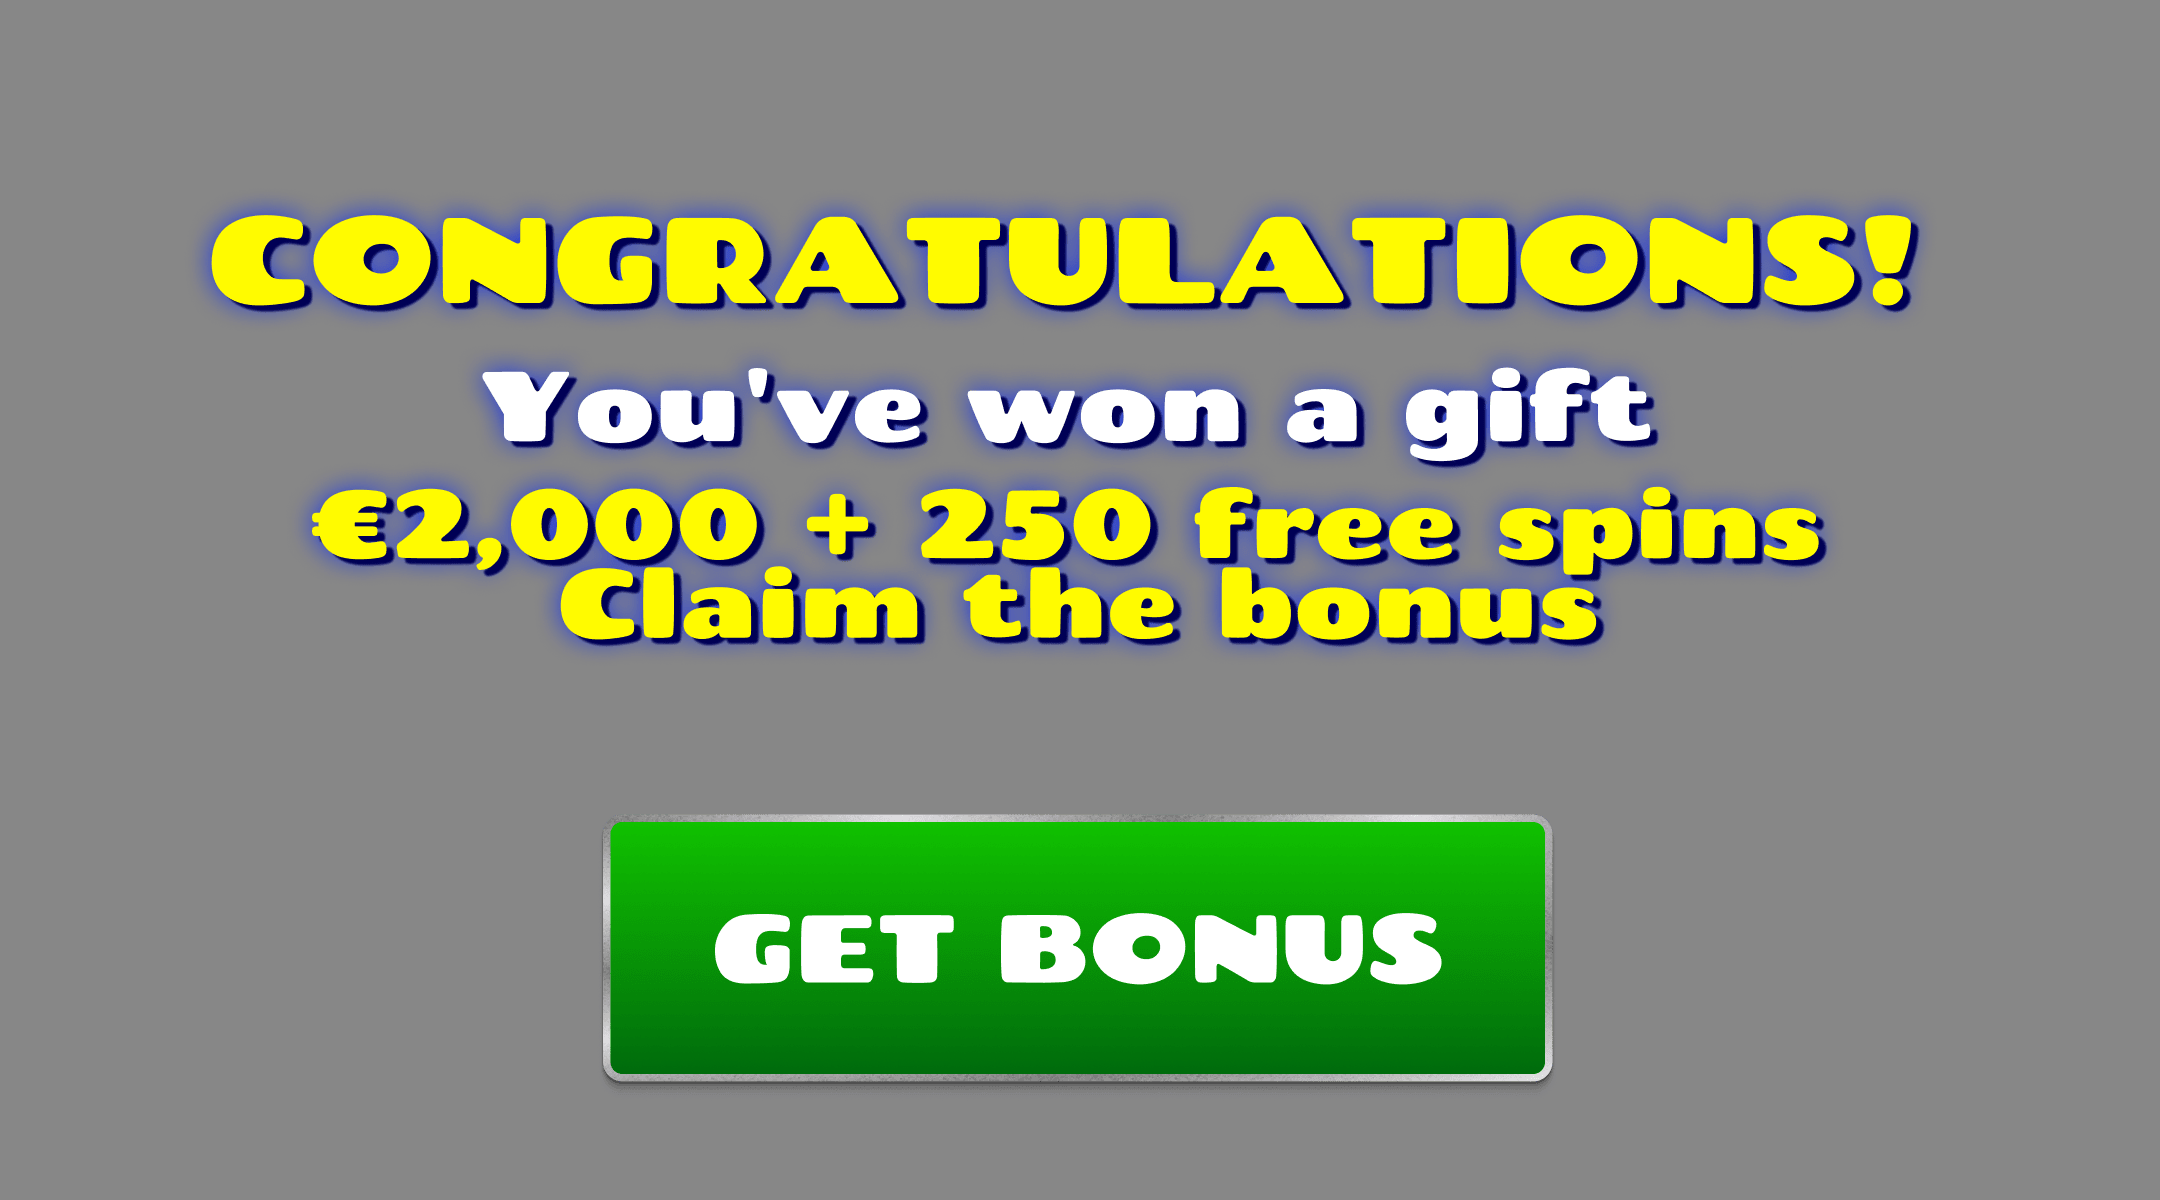 CONGRATULATIONS!
You've won a gift
€2,000 + 250 free spins
Claim the bonus
GET BONUS